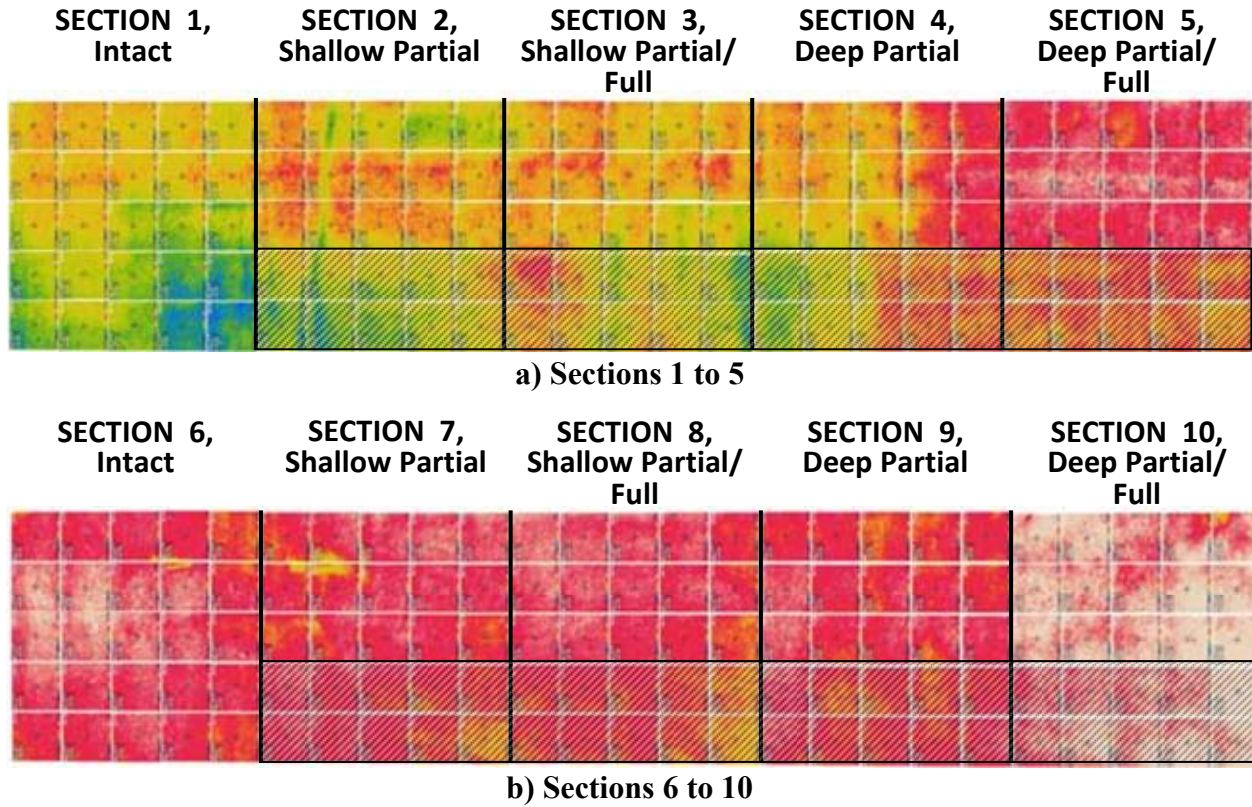 SECTION 1,
Intact
SECTION 2,
Shallow Partial
SECTION 3,
Shallow Partial/
Full
SECTION 4,
Deep Partial
SECTION 5,
Deep Partial/
Full
a) Sections 1 to 5
SECTION 6,
Intact
SECTION 7,
Shallow Partial
SECTION 8,
Shallow Partial/
Full
SECTION 9,
Deep Partial
SECTION 10,
Deep Partial/
Full
b) Sections 6 to 10